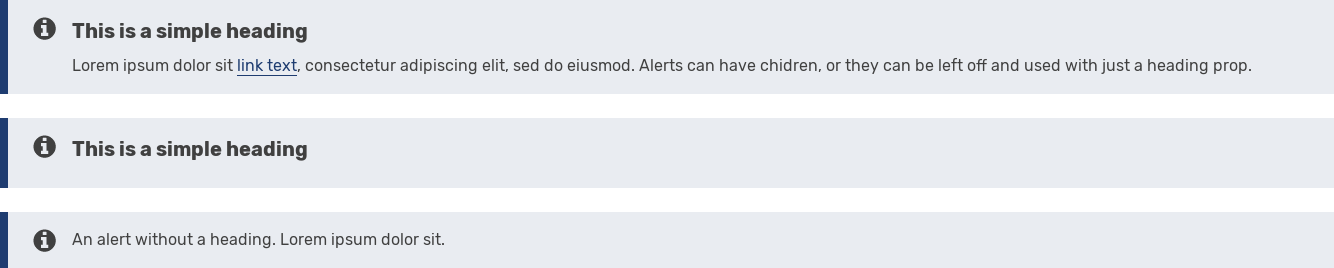 This is a simple heading
Lorem ipsum dolor sit link text, consectetur adipiscing elit, sed do eiusmod. Alerts can have chidren, or they can be left off and used with just a heading prop.
This is a simple heading
An alert without a heading. Lorem ipsum dolor sit.